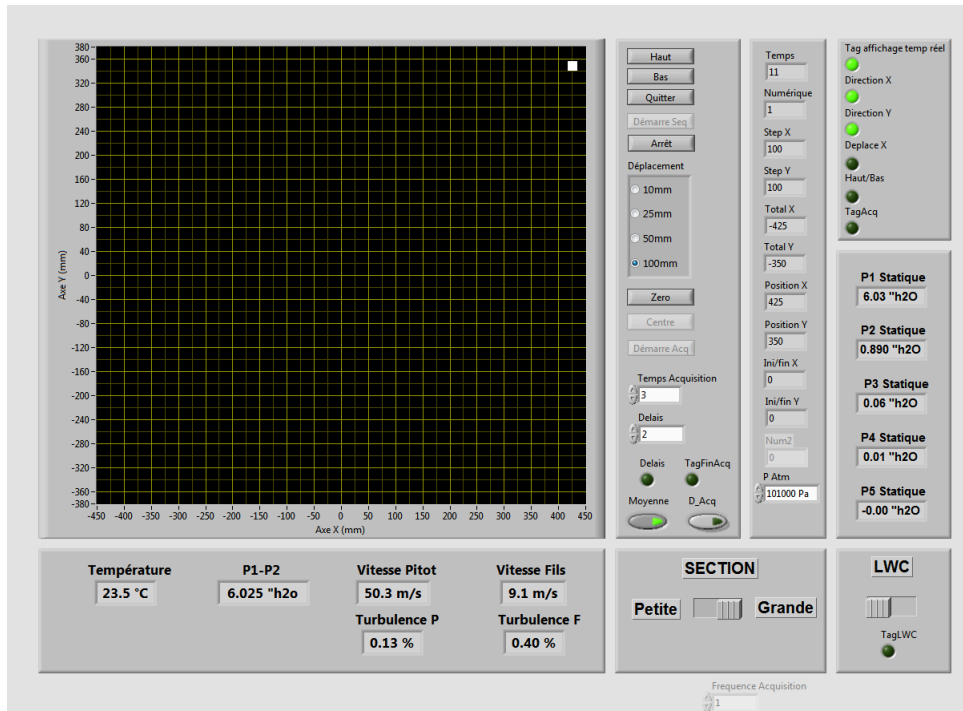 380
360
320
280
240
200
160
120
80
40
0
-40
-80
-120
-160
-200
-240
-280
-320
-360
-380
Axe Y (mm)
-450 -400 -350 -300 -250 -200 -150 -100 -50 0 50 100 150 200 250 300 350 400 450
Axe X (mm)
Haut
Bas
Quitter
Démarre Seq
Arrêt
Déplacement
10mm
25mm
50mm
100mm
Zero
Centre
Démarre Acq
Temps Acquisition
3
Delais
2
Delais TagFinAcq
Moyenne D_Acq
Temps
11
Numérique
1
Step X
100
Step Y
100
Total X
-425
Total Y
-350
Position X
425
Position Y
350
Ini/fin X
0
Ini/fin Y
0
Num2
0
P Atm
101000 Pa
Tag affichage temp réel
Direction X
Direction Y
Deplace X
Haut/Bas
TagAcq
P1 Statique
6.03 "h2O
P2 Statique
0.890 "h2O
P3 Statique
0.06 "h2O
P4 Statique
0.01 "h2O
P5 Statique
-0.00 "h2O
Température P1-P2 Vitesse Pitot Vitesse Fils
23.5 °C 6.025 "h2o 50.3 m/s 9.1 m/s
Turbulence P Turbulence F
0.13 % 0.40 %
SECTION
Petite Grande
LWC
TagLWC
Frequence Acquisition
1